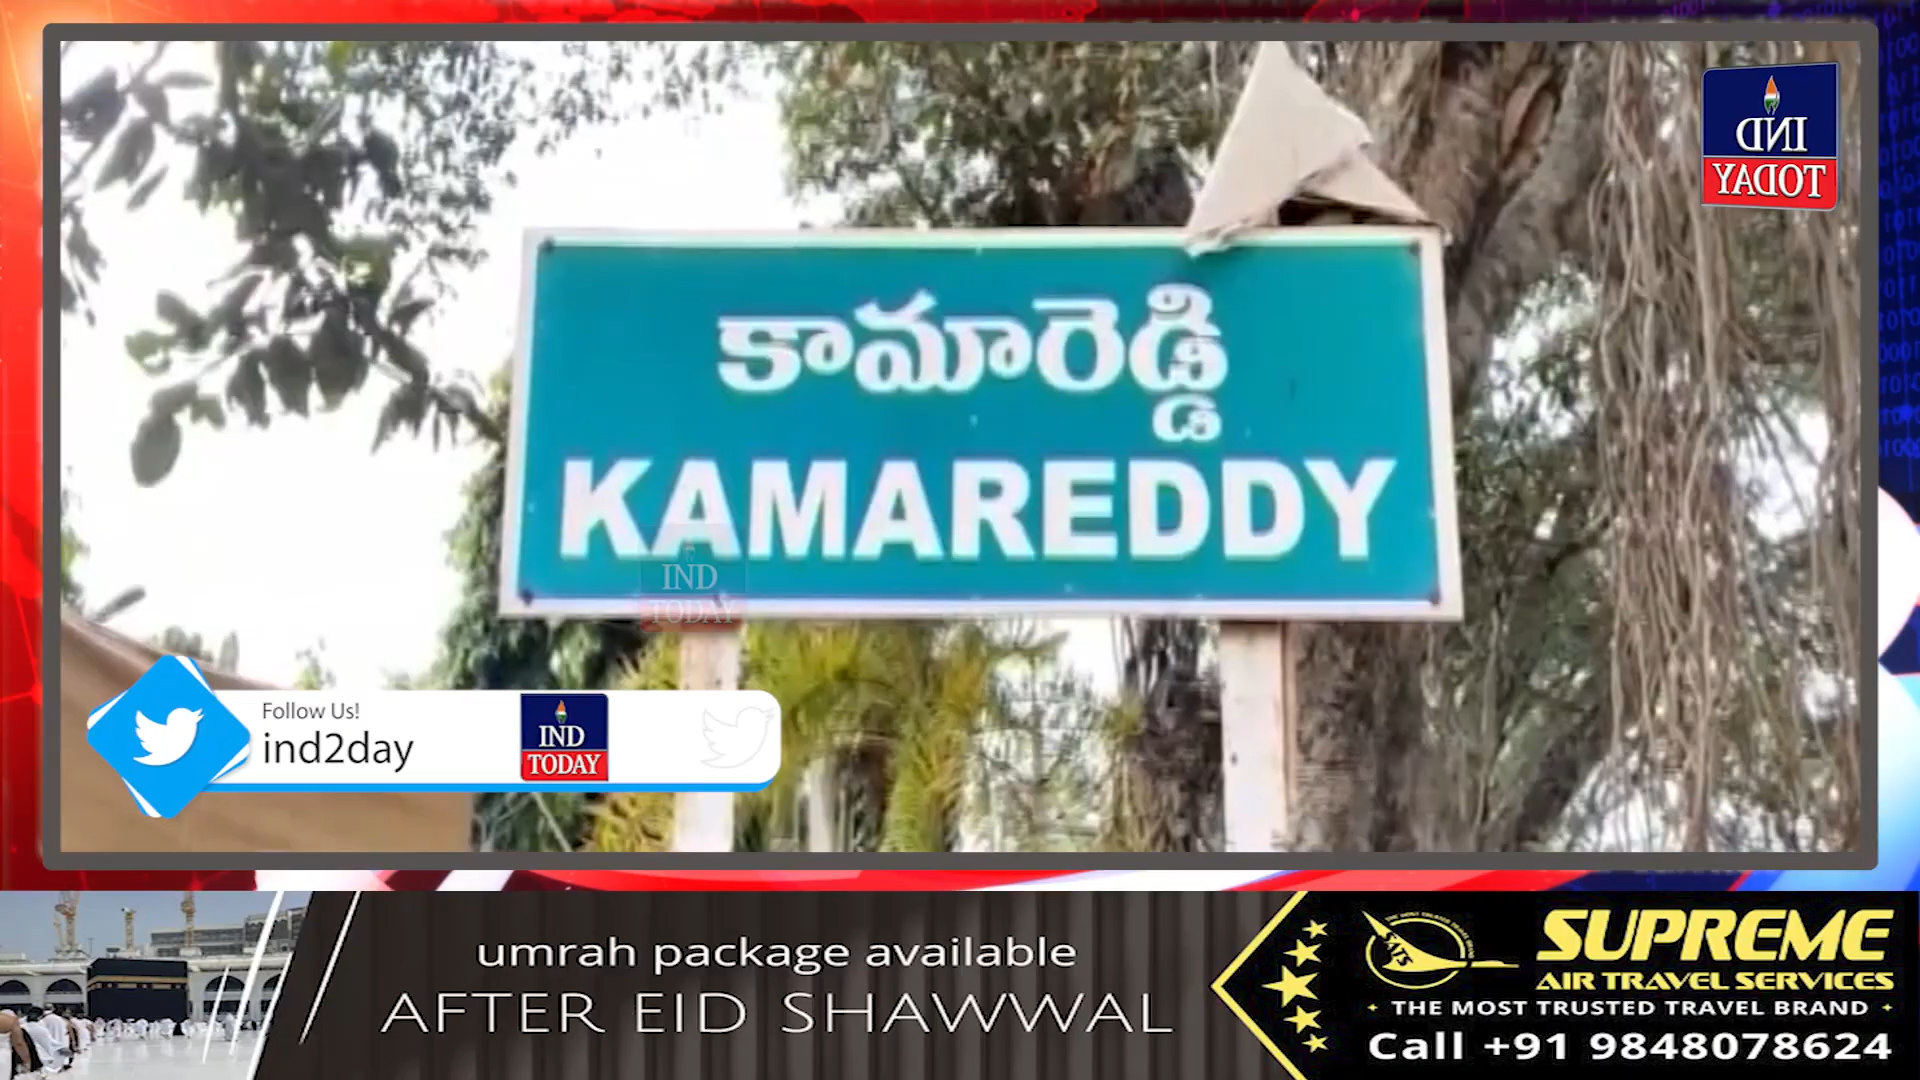 IND
TODAY
కామారెడ్డి
KAMAREDDY
IND
TODAY
Follow Us!
ind2day
IND
TODAY
umrah package available
AFTER EID SHAWWAL
SATS
SUPREME
AIR TRAVEL SERVICES
THE MOST TRUSTED TRAVEL BRAND
Call +91 9848078624